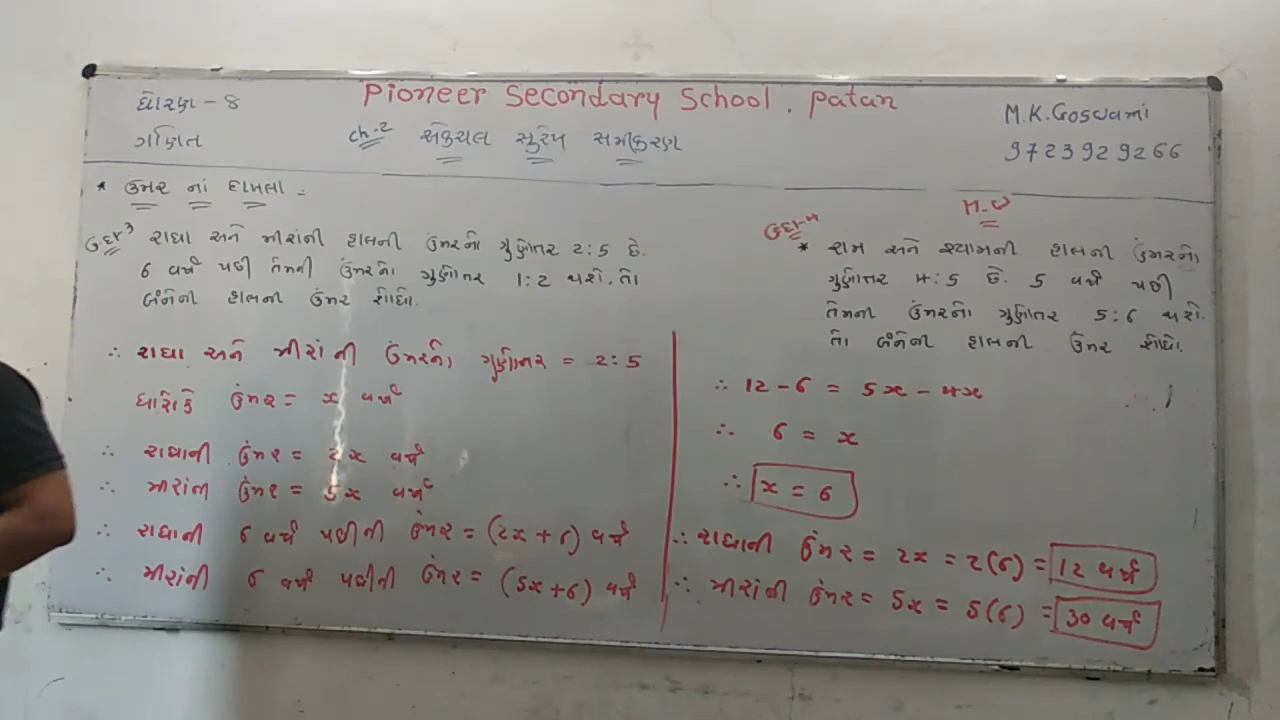 ધોરણ - ૮
Pioneer Secondary School. Patan
M.K.Goswami
ગણિત
ch-2 એકચલ સુરેખ સમીકરણ
9723929266
* ઉંમર નાં દાખલા :
ઉદા-3 રાધા અને મીરાંની હાલની ઉંમરનો ગુણોત્તર 2:5 છે.
6 વર્ષ પછી તેમની ઉંમરનો ગુણોત્તર 1:2 થશે. તો
બંનેની હાલની ઉંમર શોધો.
∴ રાધા અને મીરાં ની ઉંમરનો ગુણોત્તર = 2:5
ધારોકે ઉંમર = x વર્ષ
∴ રાધાની ઉંમર = 2x વર્ષ
∴ મીરાંની ઉંમર = 5x વર્ષ
∴ રાધાની 6 વર્ષ પછીની ઉંમર = (2x+6) વર્ષ
∴ મીરાંની 6 વર્ષ પછીની ઉંમર = (5x+6) વર્ષ
H.W
ઉદા-4
* રામ અને શ્યામની હાલની ઉંમરનો
ગુણોત્તર 4:5 છે. 5 વર્ષ પછી
તેમની ઉંમરનો ગુણોત્તર 5:6 થશે.
તો બંનેની હાલની ઉંમર શોધો.
∴ 12 - 6 = 5x - 4x
∴ 6 = x
∴ x = 6
∴ રાધાની ઉંમર = 2x = 2(6) = 12 વર્ષ
∴ મીરાંની ઉંમર = 5x = 5(6) = 30 વર્ષ